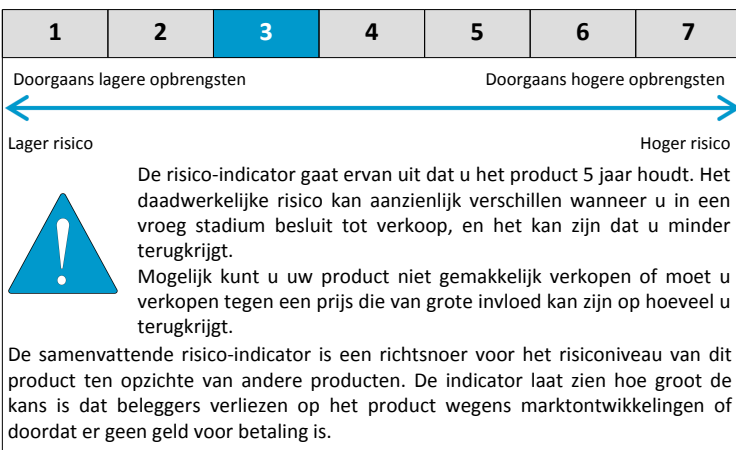 1 2 3 4 5 6 7
Doorgaans lagere opbrengsten Doorgaans hogere opbrengsten
Lager risico Hoger risico
De risico-indicator gaat ervan uit dat u het product 5 jaar houdt. Het
daadwerkelijke risico kan aanzienlijk verschillen wanneer u in een
vroeg stadium besluit tot verkoop, en het kan zijn dat u minder
terugkrijgt.
Mogelijk kunt u uw product niet gemakkelijk verkopen of moet u
verkopen tegen een prijs die van grote invloed kan zijn op hoeveel u
terugkrijgt.
De samenvattende risico-indicator is een richtsnoer voor het risiconiveau van dit
product ten opzichte van andere producten. De indicator laat zien hoe groot de
kans is dat beleggers verliezen op het product wegens marktontwikkelingen of
doordat er geen geld voor betaling is.